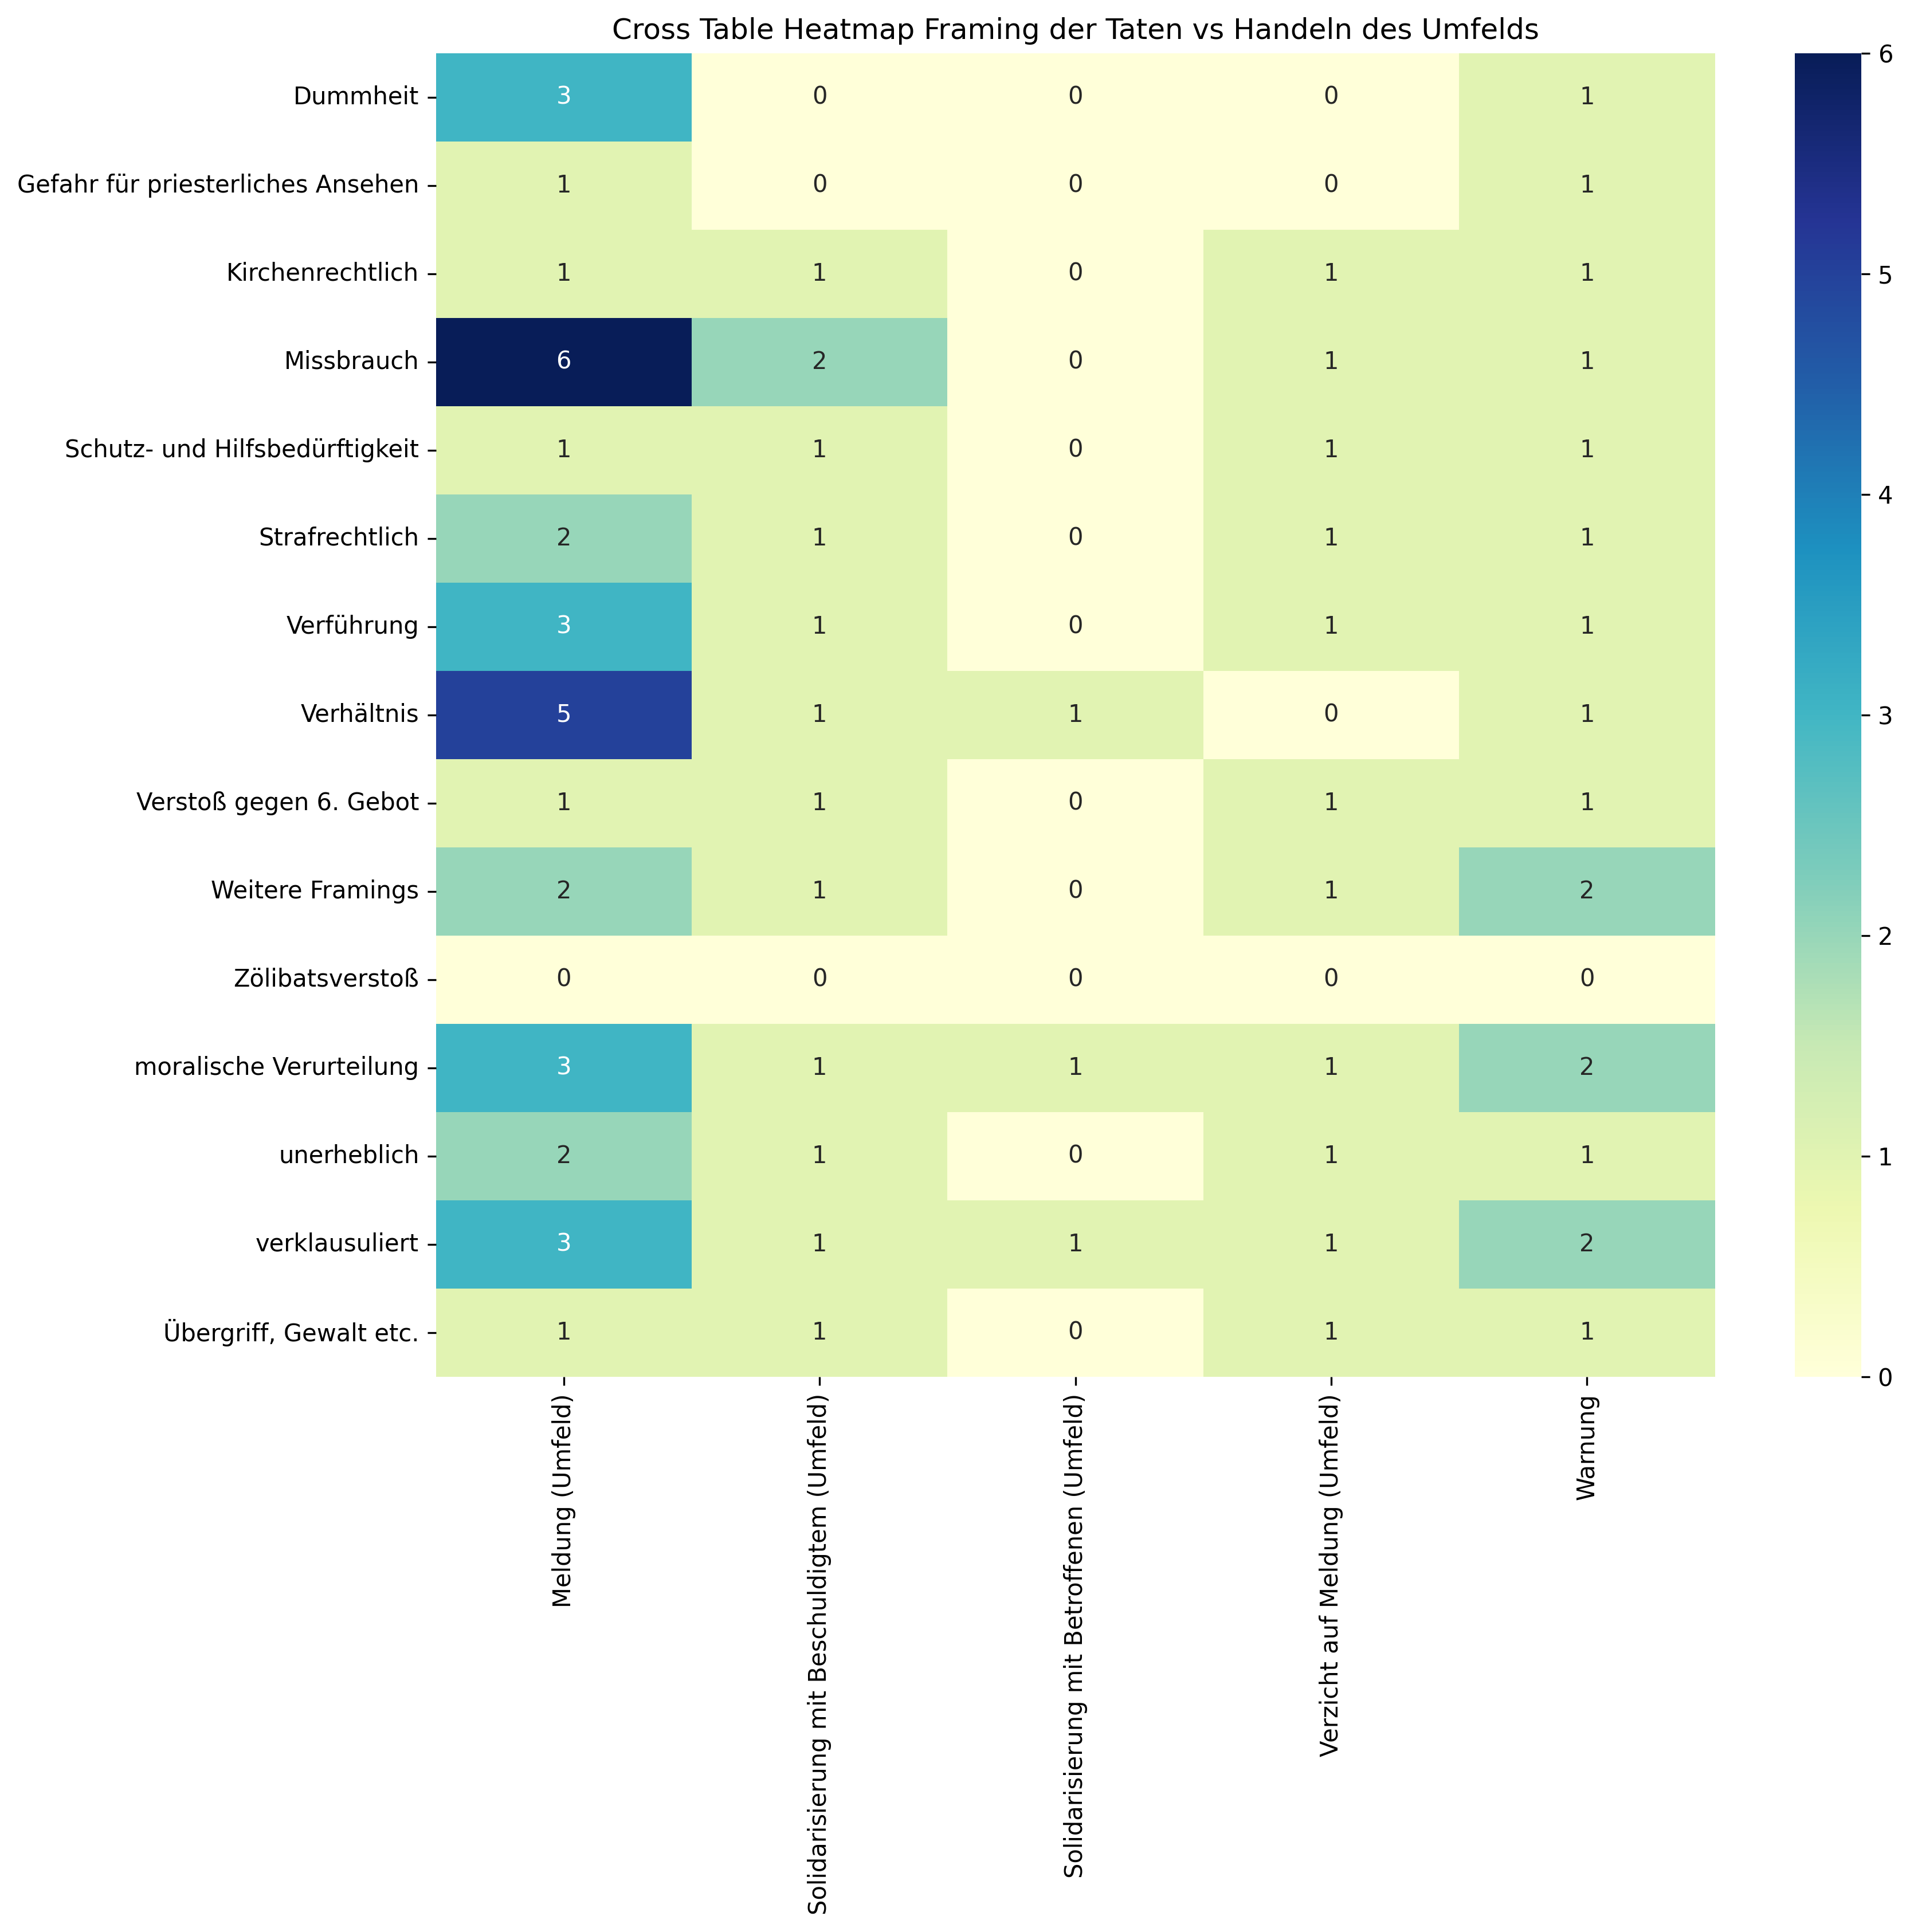 Cross Table Heatmap Framing der Taten vs Handeln des Umfelds
Dummheit 3 0 0 0 1
Gefahr für priesterliches Ansehen 1 0 0 0 1
Kirchenrechtlich 1 1 0 1 1
Missbrauch 6 2 0 1 1
Schutz- und Hilfsbedürftigkeit 1 1 0 1 1
Strafrechtlich 2 1 0 1 1
Verführung 3 1 0 1 1
Verhältnis 5 1 1 0 1
Verstoß gegen 6. Gebot 1 1 0 1 1
Weitere Framings 2 1 0 1 2
Zölibatsverstoß 0 0 0 0 0
moralische Verurteilung 3 1 1 1 2
unerheblich 2 1 0 1 1
verklausuliert 3 1 1 1 2
Übergriff, Gewalt etc. 1 1 0 1 1
Meldung (Umfeld)
Solidarisierung mit Beschuldigtem (Umfeld)
Solidarisierung mit Betroffenen (Umfeld)
Verzicht auf Meldung (Umfeld)
Warnung
6
5
4
3
2
1
0